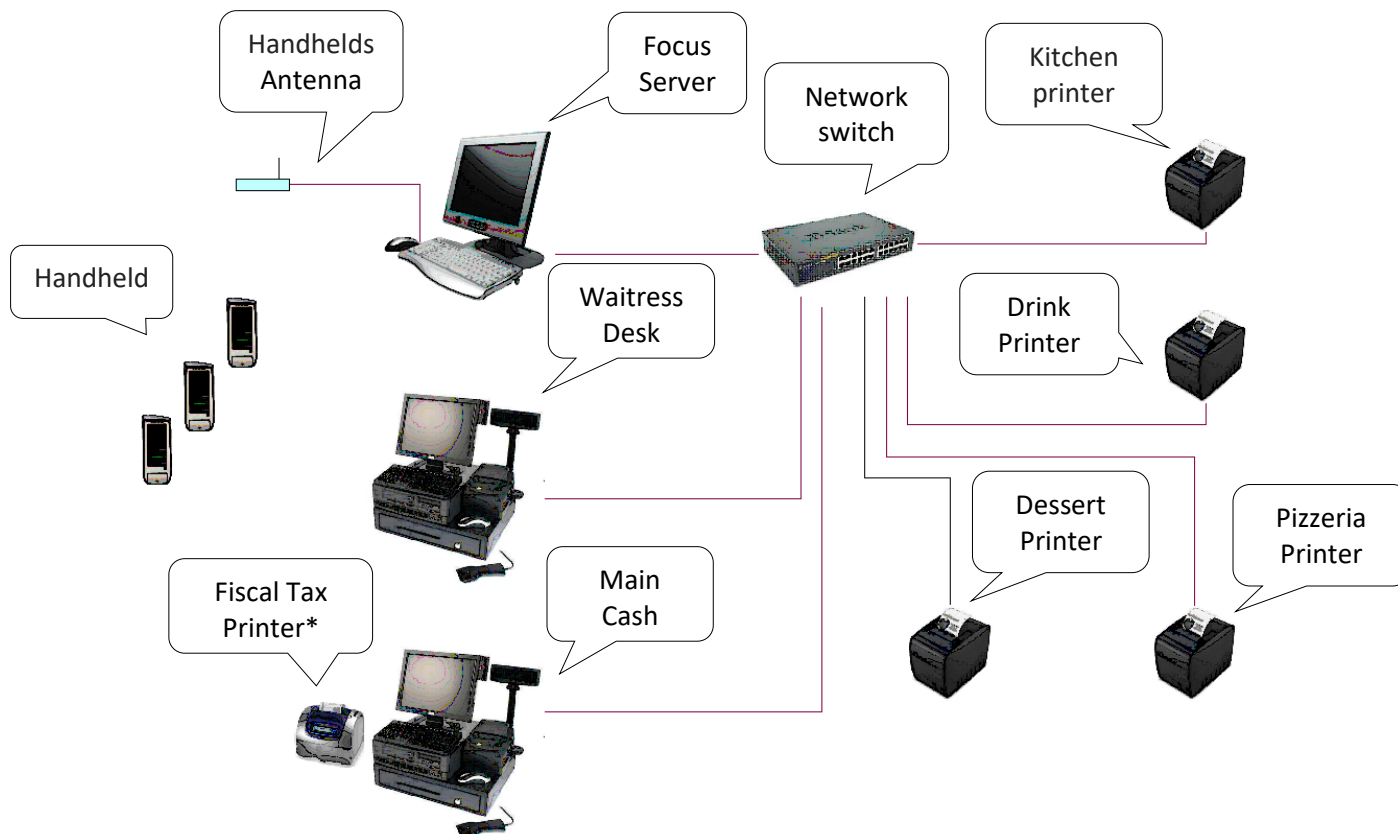 Handhelds
Antenna
Focus
Server
Network
switch
Kitchen
printer
Handheld
Waitress
Desk
Drink
Printer
Dessert
Printer
Pizzeria
Printer
Fiscal Tax
Printer*
Main
Cash